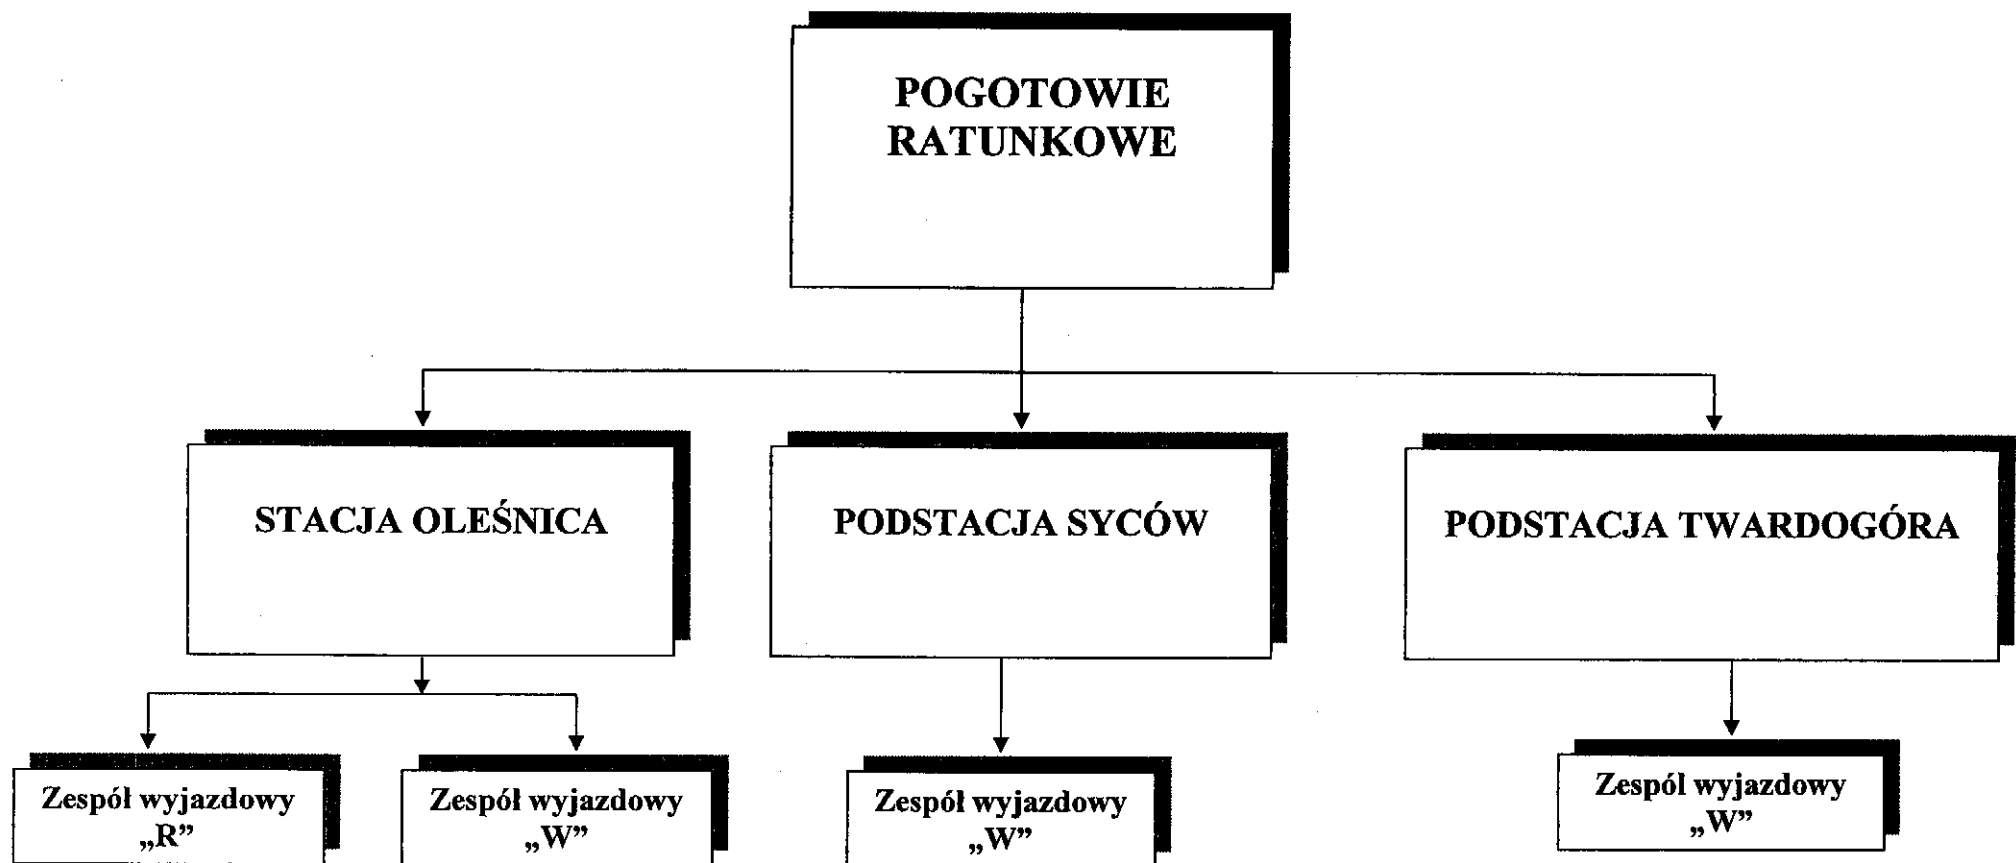 POGOTOWIE
RATUNKOWE
STACJA OLEŚNICA
PODSTACJA SYCÓW
PODSTACJA TWARDOGÓRA
Zespół wyjazdowy
„R”
Zespół wyjazdowy
„W”
Zespół wyjazdowy
„W”
Zespół wyjazdowy
„W”